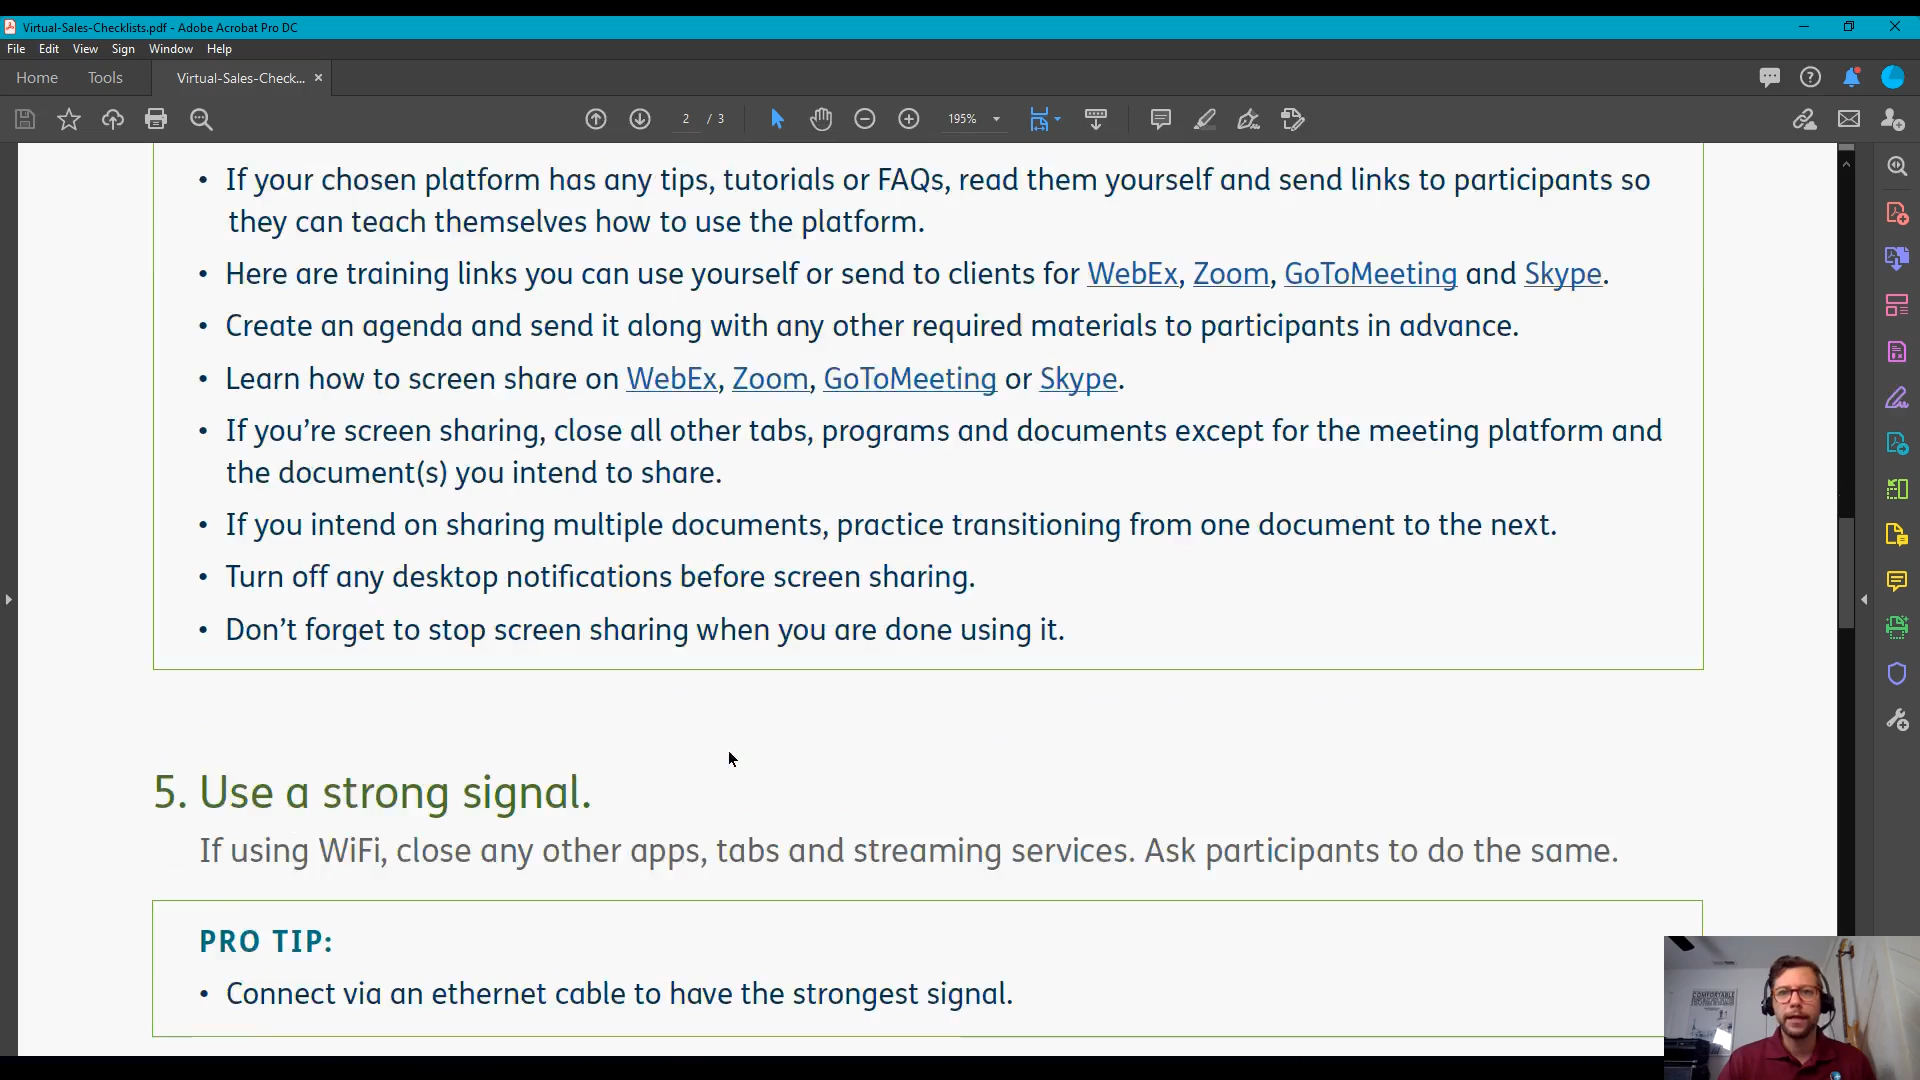 Virtual-Sales-Checklists.pdf - Adobe Acrobat Pro DC
File Edit View Sign Window Help
Home Tools Virtual-Sales-Check... ×
2 / 3 195%
• If your chosen platform has any tips, tutorials or FAQs, read them yourself and send links to participants so
they can teach themselves how to use the platform.
• Here are training links you can use yourself or send to clients for WebEx, Zoom, GoToMeeting and Skype.
• Create an agenda and send it along with any other required materials to participants in advance.
• Learn how to screen share on WebEx, Zoom, GoToMeeting or Skype.
• If you’re screen sharing, close all other tabs, programs and documents except for the meeting platform and
the document(s) you intend to share.
• If you intend on sharing multiple documents, practice transitioning from one document to the next.
• Turn off any desktop notifications before screen sharing.
• Don’t forget to stop screen sharing when you are done using it.
5. Use a strong signal.
If using WiFi, close any other apps, tabs and streaming services. Ask participants to do the same.
PRO TIP:
• Connect via an ethernet cable to have the strongest signal.
COMFORTABLE